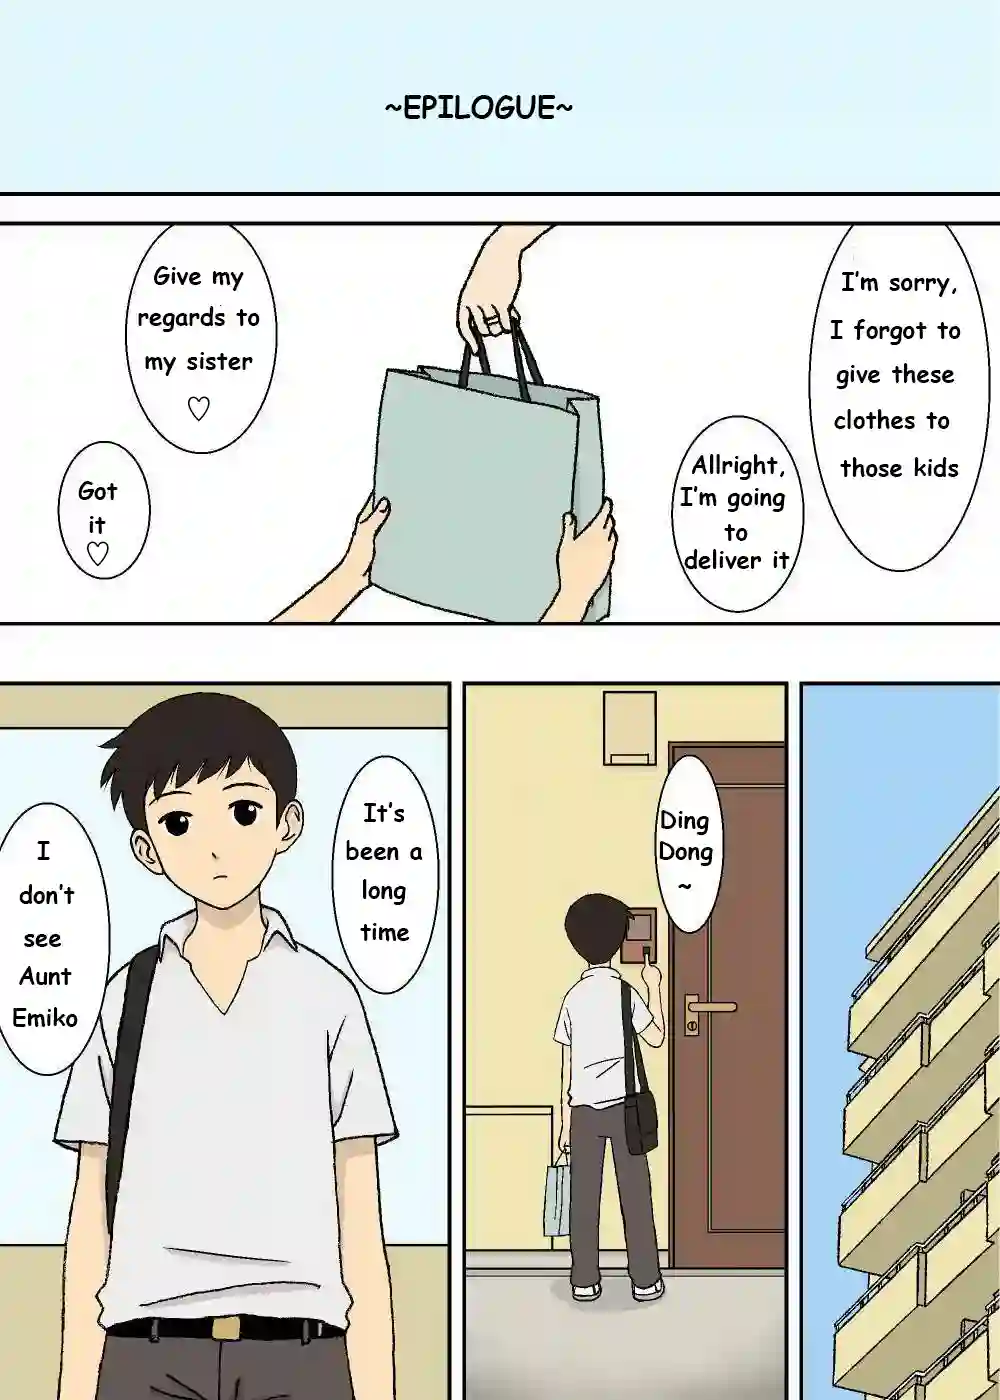 ~EPILOGUE~
I'm sorry,
I forgot to
give these
clothes to
those kids
Allright,
I'm going
to
deliver it
Give my
regards to
my sister
♡
Got
it
♡
Ding
Dong
~
It's
been a
long
time
I
don't
see
Aunt
Emiko